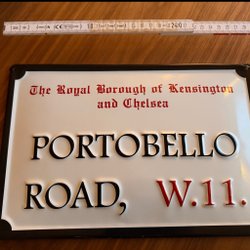 The Royal Borough of Kensington
and Chelsea
PORTOBELLO
ROAD, W.11.